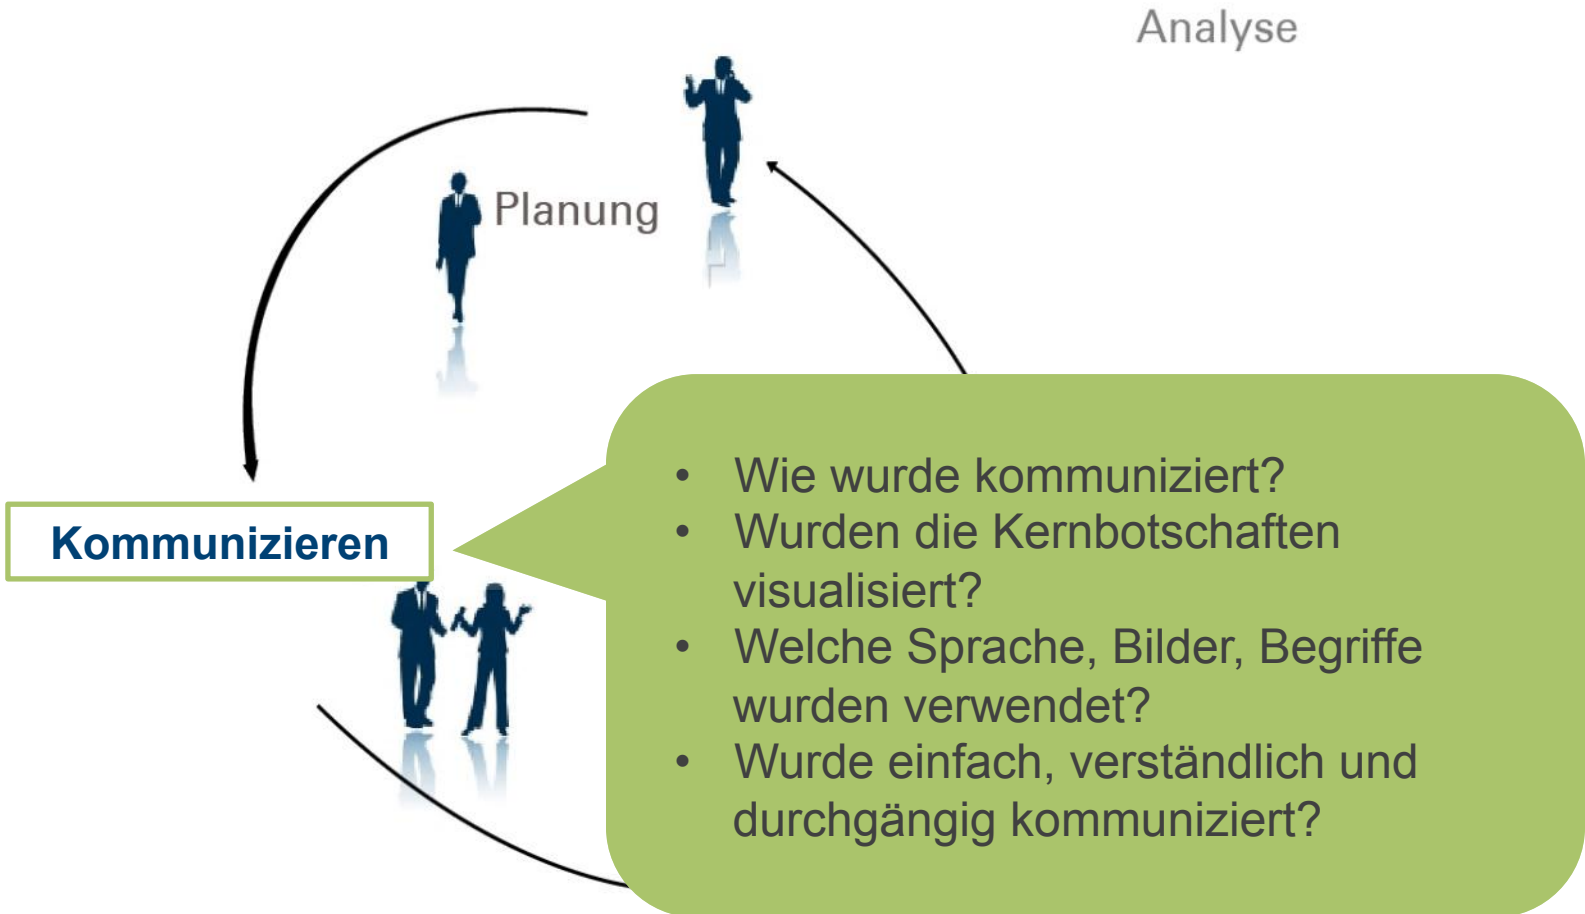 Analyse
Planung
Kommunizieren
• Wie wurde kommuniziert?
• Wurden die Kernbotschaften
visualisiert?
• Welche Sprache, Bilder, Begriffe
wurden verwendet?
• Wurde einfach, verständlich und
durchgängig kommuniziert?